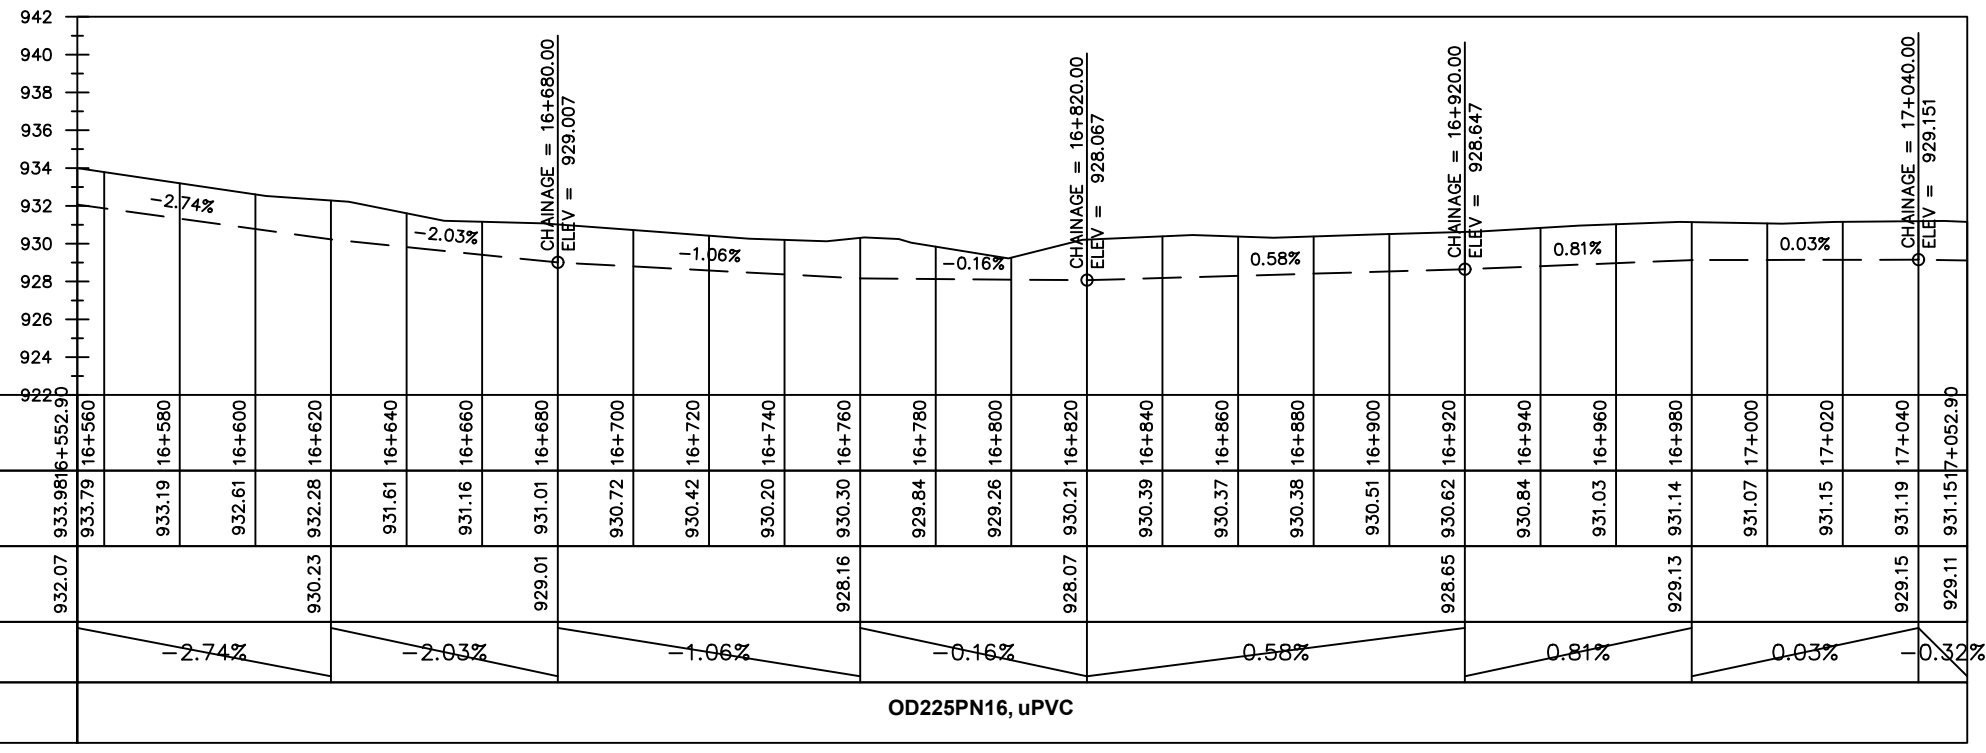 942
940
938
936
934
932
930
928
926
924
922
CHAINAGE = 16+680.00
ELEV = 929.007
CHAINAGE = 16+820.00
ELEV = 928.067
CHAINAGE = 16+920.00
ELEV = 928.647
CHAINAGE = 17+040.00
ELEV = 929.151
-2.74%
-2.03%
-1.06%
-0.16%
0.58%
0.81%
0.03%
16+552.90 16+560 16+580 16+600 16+620 16+640 16+660 16+680 16+700 16+720 16+740 16+760 16+780 16+800 16+820 16+840 16+860 16+880 16+900 16+920 16+940 16+960 16+980 17+000 17+020 17+040 17+052.90
933.98 933.79 933.19 932.61 932.28 931.61 931.16 931.01 930.72 930.42 930.20 930.30 929.84 929.26 930.21 930.39 930.37 930.38 930.51 930.62 930.84 931.03 931.14 931.07 931.15 931.19 931.15
932.07 930.23 929.01 928.16 928.07 928.65 929.13 929.15 929.11
-2.74% -2.03% -1.06% -0.16% 0.58% 0.81% 0.03% -0.32%
OD225PN16, uPVC